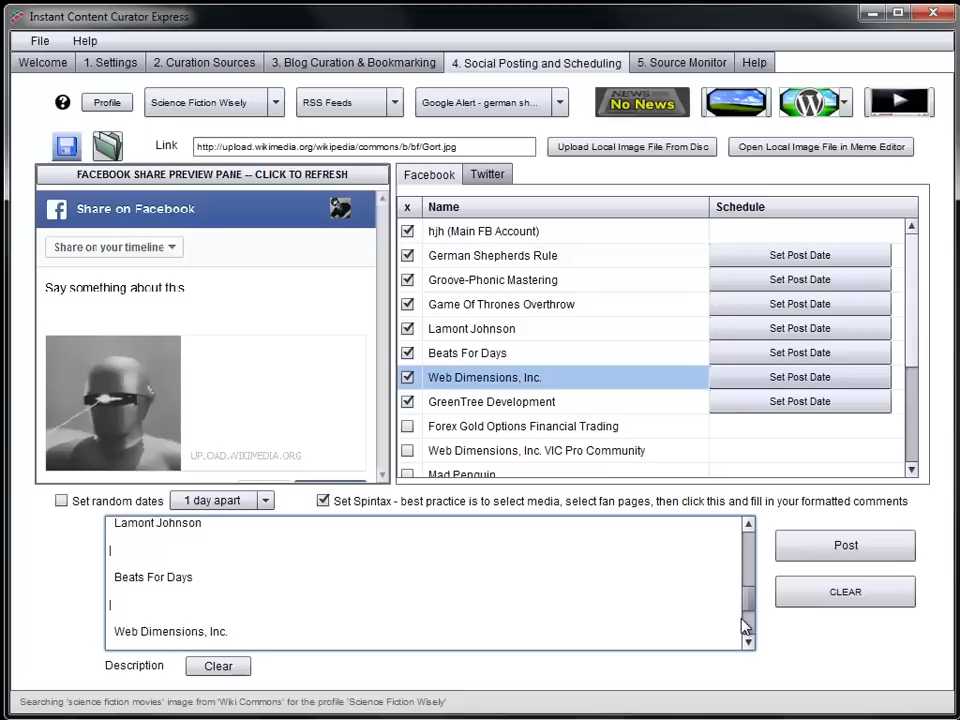 Instant Content Curator Express
File Help
Welcome 1. Settings 2. Curation Sources 3. Blog Curation & Bookmarking 4. Social Posting and Scheduling 5. Source Monitor Help
? Profile Science Fiction Wisely RSS Feeds Google Alert - german sh... NEWS No News
Link http://upload.wikimedia.org/wikipedia/commons/b/bf/Gort.jpg Upload Local Image File From Disc Open Local Image File in Meme Editor
FACEBOOK SHARE PREVIEW PANE -- CLICK TO REFRESH
Share on Facebook
Share on your timeline
Say something about this
UPLOAD.WIKIMEDIA.ORG
Facebook Twitter
x Name Schedule
hjh (Main FB Account)
German Shepherds Rule Set Post Date
Groove-Phonic Mastering Set Post Date
Game Of Thrones Overthrow Set Post Date
Lamont Johnson Set Post Date
Beats For Days Set Post Date
Web Dimensions, Inc. Set Post Date
GreenTree Development Set Post Date
Forex Gold Options Financial Trading
Web Dimensions, Inc. VIC Pro Community
Mad Penguin
Set random dates 1 day apart Set Spintax - best practice is to select media, select fan pages, then click this and fill in your formatted comments
Lamont Johnson
|
Beats For Days
|
Web Dimensions, Inc.
Post
CLEAR
Description Clear
Searching 'science fiction movies' image from 'Wiki Commons' for the profile 'Science Fiction Wisely'